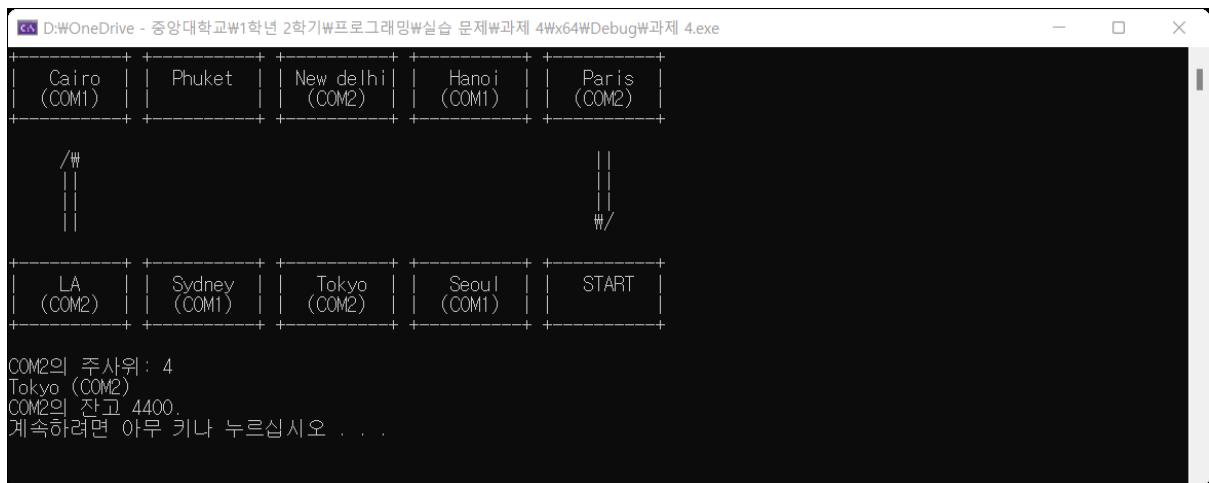 D:₩OneDrive - 중앙대학교₩1학년 2학기₩프로그래밍₩실습 문제₩과제 4₩x64₩Debug₩과제 4.exe
+----------+ +----------+ +----------+ +----------+ +----------+
|   Cairo  | |  Phuket  | |New delhi| |   Hanoi  | |   Paris  |
|  (COM1)  | |          | |  (COM2)  | |  (COM1)  | |  (COM2)  |
+----------+ +----------+ +----------+ +----------+ +----------+
/₩ ||
|| ||
|| ||
|| ₩/
+----------+ +----------+ +----------+ +----------+ +----------+
|    LA    | |  Sydney  | |   Tokyo  | |   Seoul  | |   START  |
|  (COM2)  | |  (COM1)  | |  (COM2)  | |  (COM1)  | |          |
+----------+ +----------+ +----------+ +----------+ +----------+
COM2의 주사위: 4
Tokyo (COM2)
COM2의 잔고 4400.
계속하려면 아무 키나 누르십시오 . . .